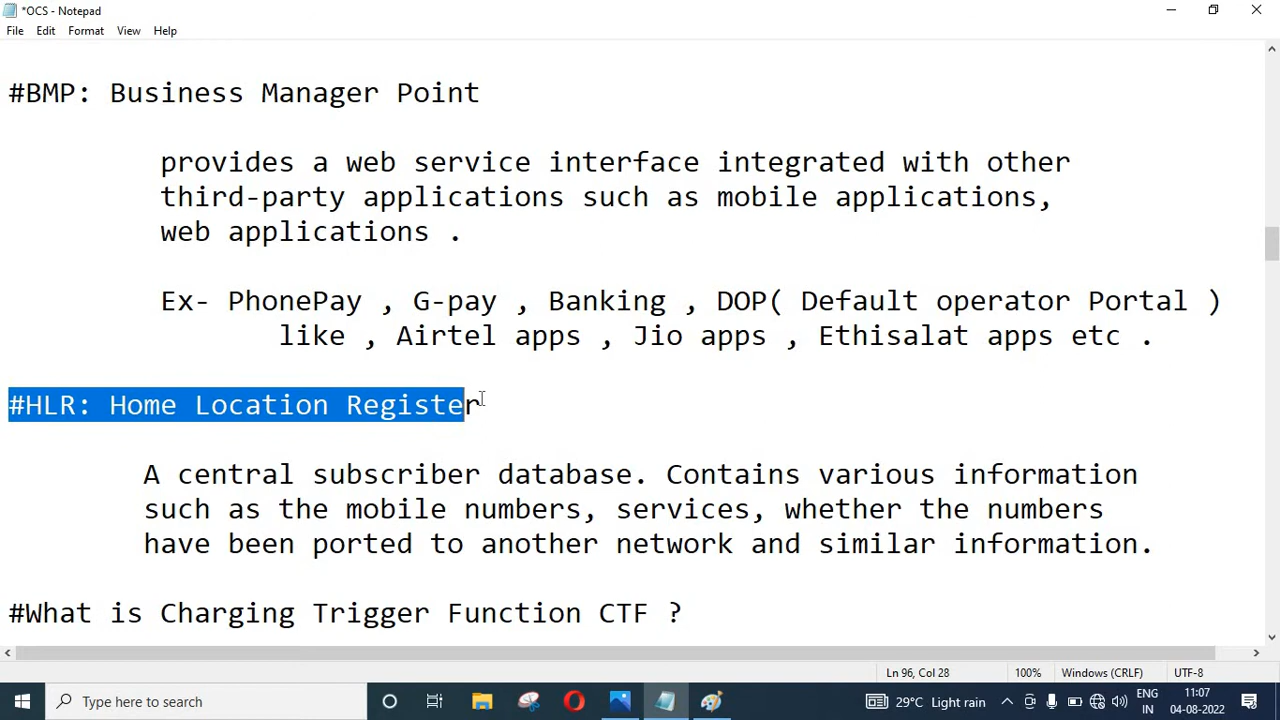 *OCS - Notepad
File Edit Format View Help
#BMP: Business Manager Point
provides a web service interface integrated with other
third-party applications such as mobile applications,
web applications .
Ex- PhonePay , G-pay , Banking , DOP( Default operator Portal )
like , Airtel apps , Jio apps , Ethisalat apps etc .
#HLR: Home Location Register
A central subscriber database. Contains various information
such as the mobile numbers, services, whether the numbers
have been ported to another network and similar information.
#What is Charging Trigger Function CTF ?
Ln 96, Col 28 100% Windows (CRLF) UTF-8
Type here to search 29°C Light rain ENG 11:07
IN 04-08-2022